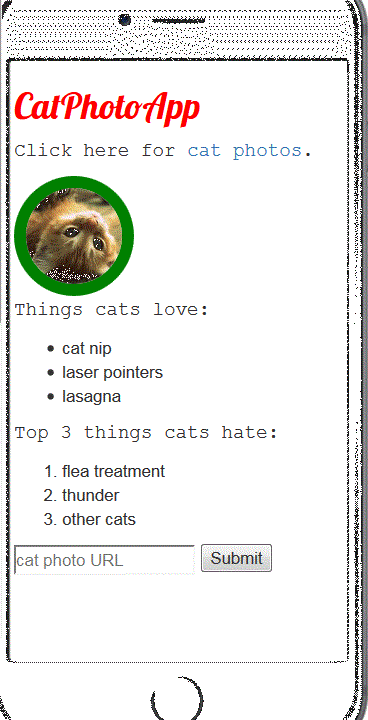 CatPhotoApp
Click here for cat photos.
Things cats love:
• cat nip
• laser pointers
• lasagna
Top 3 things cats hate:
1. flea treatment
2. thunder
3. other cats
cat photo URL Submit